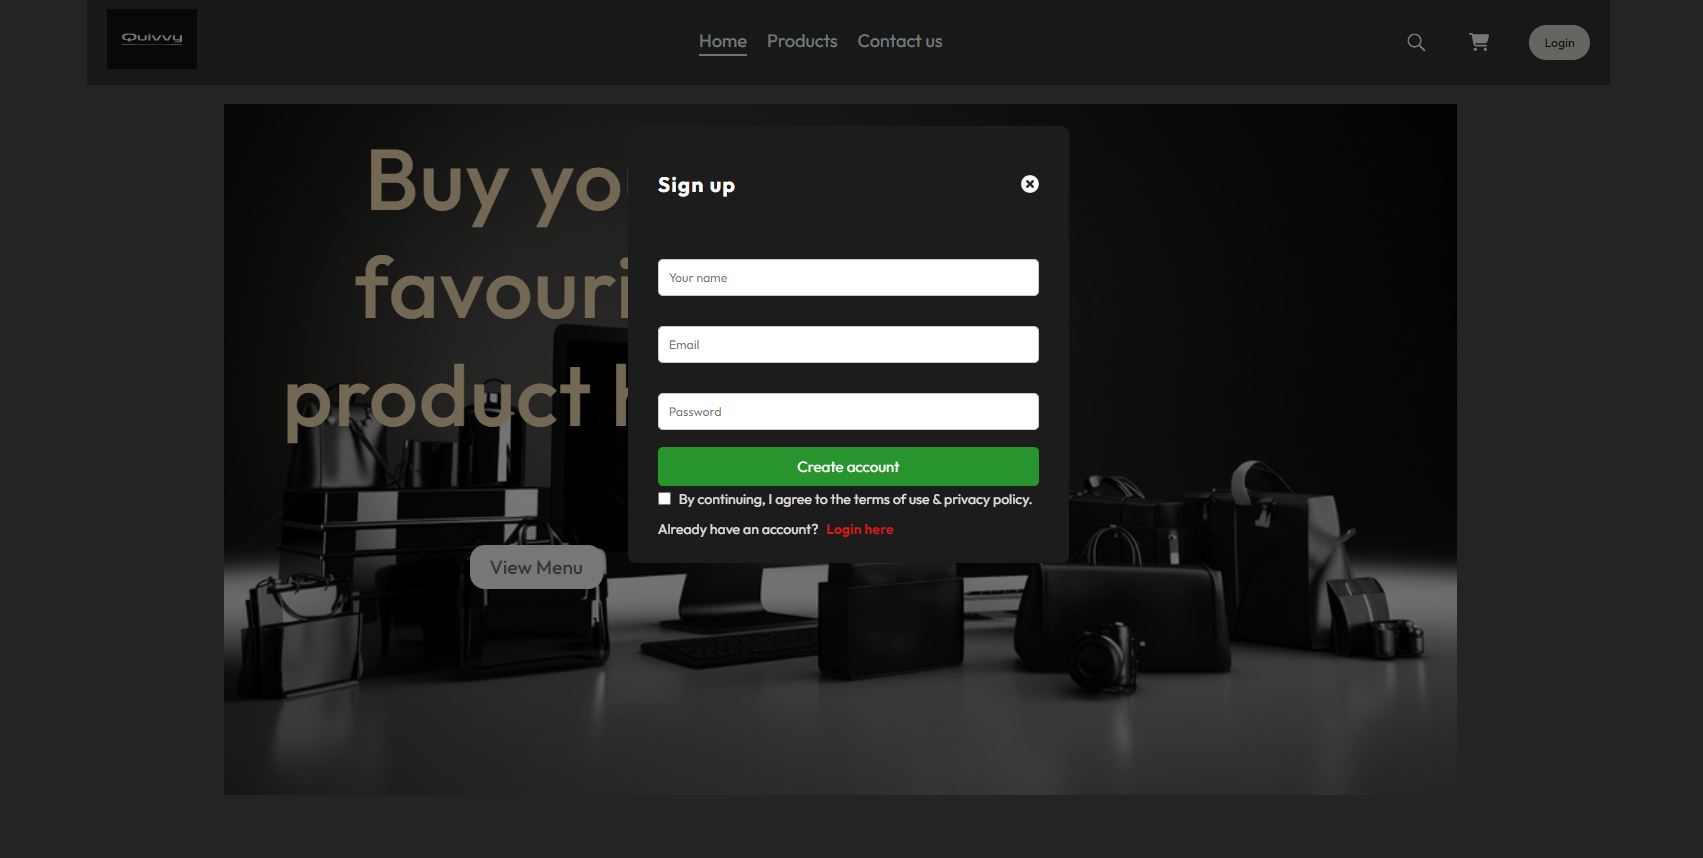 Quivvy
Home Products Contact us
Login
Buy you
favouri
product h
View Menu
Sign up
Your name
Email
Password
Create account
By continuing, I agree to the terms of use & privacy policy.
Already have an account? Login here